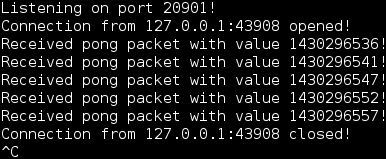 Listening on port 20901!
Connection from 127.0.0.1:43908 opened!
Received pong packet with value 1430296536!
Received pong packet with value 1430296541!
Received pong packet with value 1430296547!
Received pong packet with value 1430296552!
Received pong packet with value 1430296557!
Connection from 127.0.0.1:43908 closed!
^C